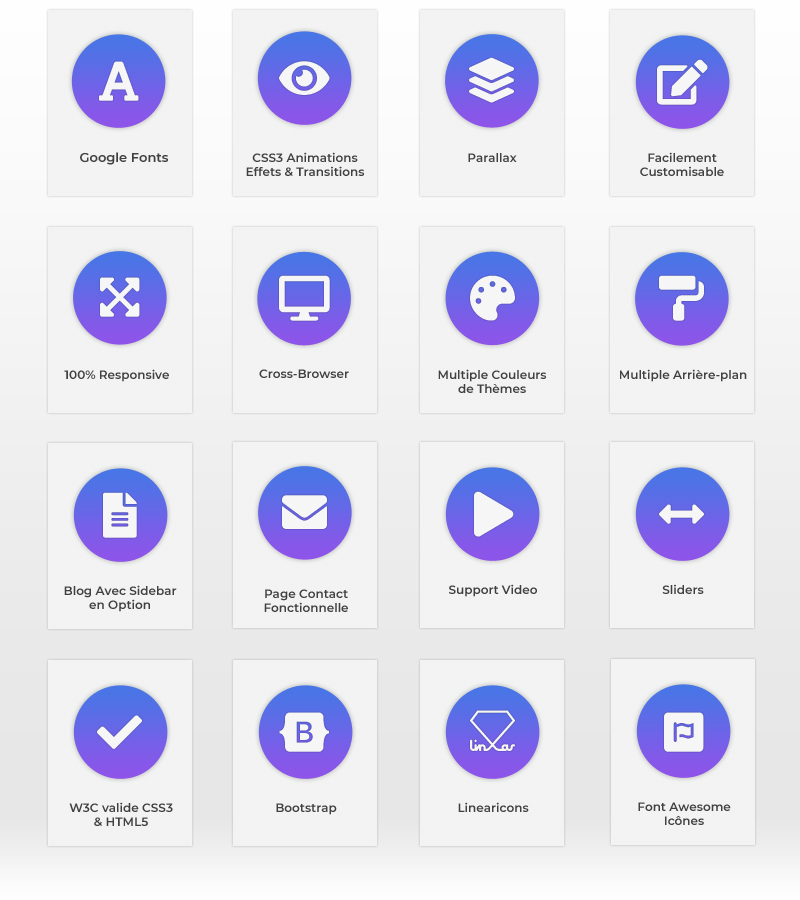 A
Google Fonts
CSS3 Animations
Effets & Transitions
Parallax
Facilement
Customisable
100% Responsive
Cross-Browser
Multiple Couleurs
de Thèmes
Multiple Arrière-plan
Blog Avec Sidebar
en Option
Page Contact
Fonctionnelle
Support Video
Sliders
W3C valide CSS3
& HTML5
B
Bootstrap
Linearicons
Font Awesome
Icônes